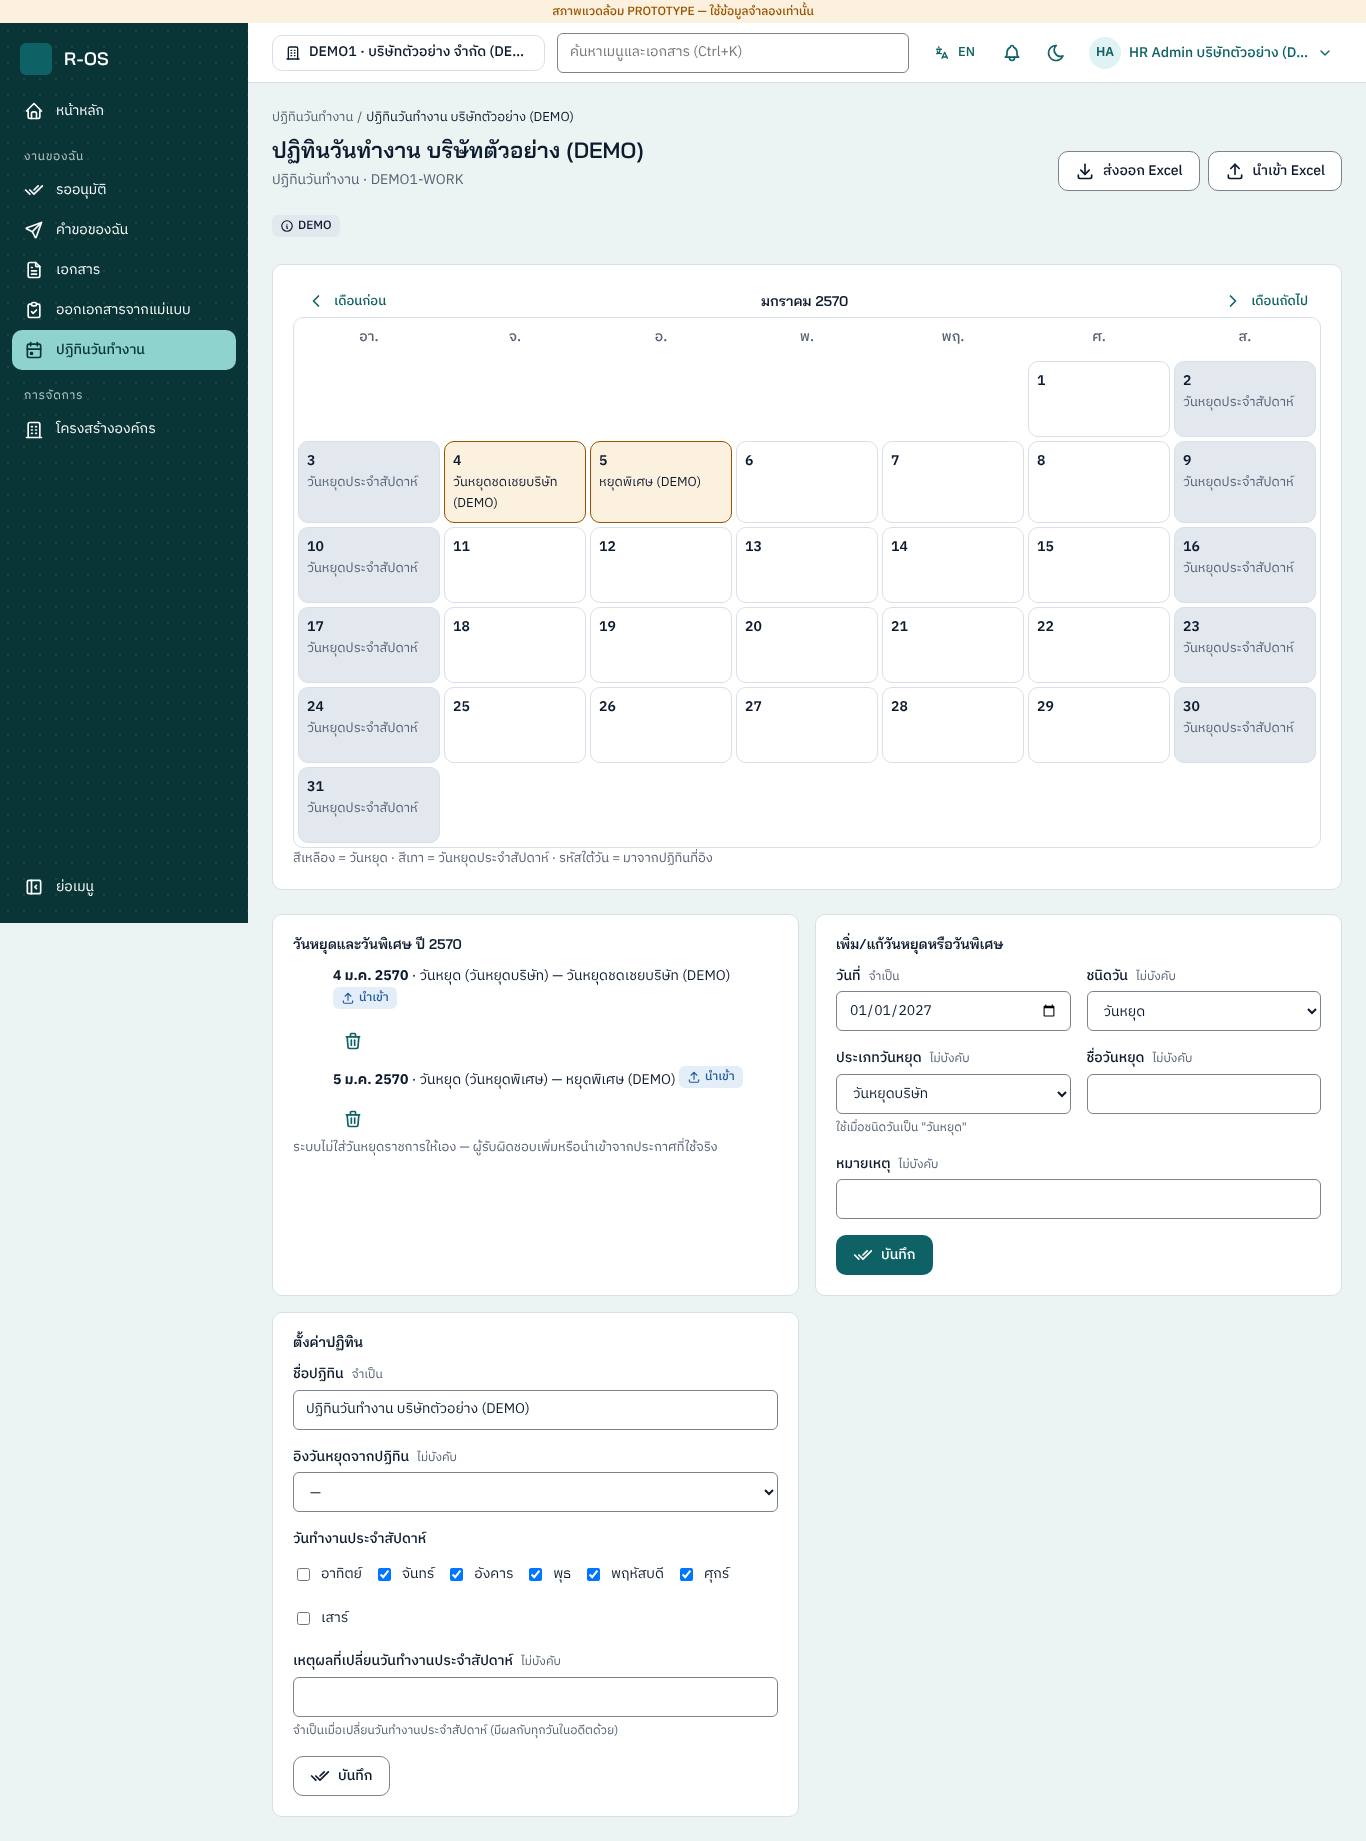 สภาพแวดล้อม PROTOTYPE — ใช้ข้อมูลจำลองเท่านั้น
R-OS
หน้าหลัก
งานของฉัน
รออนุมัติ
คำขอของฉัน
เอกสาร
ออกเอกสารจากแม่แบบ
ปฏิทินวันทำงาน
การจัดการ
โครงสร้างองค์กร
ย่อเมนู
DEMO1 · บริษัทตัวอย่าง จำกัด (DE...
ค้นหาเมนูและเอกสาร (Ctrl+K)
EN
HA
HR Admin บริษัทตัวอย่าง (D...
ปฏิทินวันทำงาน / ปฏิทินวันทำงาน บริษัทตัวอย่าง (DEMO)
ปฏิทินวันทำงาน บริษัทตัวอย่าง (DEMO)
ปฏิทินวันทำงาน · DEMO1-WORK
ส่งออก Excel
นำเข้า Excel
DEMO
เดือนก่อน
มกราคม 2570
เดือนถัดไป
อา. จ. อ. พ. พฤ. ศ. ส.
1 2
วันหยุดประจำสัปดาห์
3 4 5 6 7 8 9
วันหยุดประจำสัปดาห์ วันหยุดชดเชยบริษัท หยุดพิเศษ (DEMO) วันหยุดประจำสัปดาห์
(DEMO)
10 11 12 13 14 15 16
วันหยุดประจำสัปดาห์ วันหยุดประจำสัปดาห์
17 18 19 20 21 22 23
วันหยุดประจำสัปดาห์ วันหยุดประจำสัปดาห์
24 25 26 27 28 29 30
วันหยุดประจำสัปดาห์ วันหยุดประจำสัปดาห์
31
วันหยุดประจำสัปดาห์
สีเหลือง = วันหยุด · สีเทา = วันหยุดประจำสัปดาห์ · รหัสใต้วัน = มาจากปฏิทินที่อิง
วันหยุดและวันพิเศษ ปี 2570
4 ม.ค. 2570 · วันหยุด (วันหยุดบริษัท) — วันหยุดชดเชยบริษัท (DEMO)
นำเข้า
5 ม.ค. 2570 · วันหยุด (วันหยุดพิเศษ) — หยุดพิเศษ (DEMO) นำเข้า
ระบบไม่ใส่วันหยุดราชการให้เอง — ผู้รับผิดชอบเพิ่มหรือนำเข้าจากประกาศที่ใช้จริง
เพิ่ม/แก้วันหยุดหรือวันพิเศษ
วันที่ จำเป็น
ชนิดวัน ไม่บังคับ
01/01/2027
วันหยุด
ประเภทวันหยุด ไม่บังคับ
ชื่อวันหยุด ไม่บังคับ
วันหยุดบริษัท
ใช้เมื่อชนิดวันเป็น "วันหยุด"
หมายเหตุ ไม่บังคับ
บันทึก
ตั้งค่าปฏิทิน
ชื่อปฏิทิน จำเป็น
ปฏิทินวันทำงาน บริษัทตัวอย่าง (DEMO)
อิงวันหยุดจากปฏิทิน ไม่บังคับ
—
วันทำงานประจำสัปดาห์
อาทิตย์ จันทร์ อังคาร พุธ พฤหัสบดี ศุกร์
เสาร์
เหตุผลที่เปลี่ยนวันทำงานประจำสัปดาห์ ไม่บังคับ
จำเป็นเมื่อเปลี่ยนวันทำงานประจำสัปดาห์ (มีผลกับทุกวันในอดีตด้วย)
บันทึก